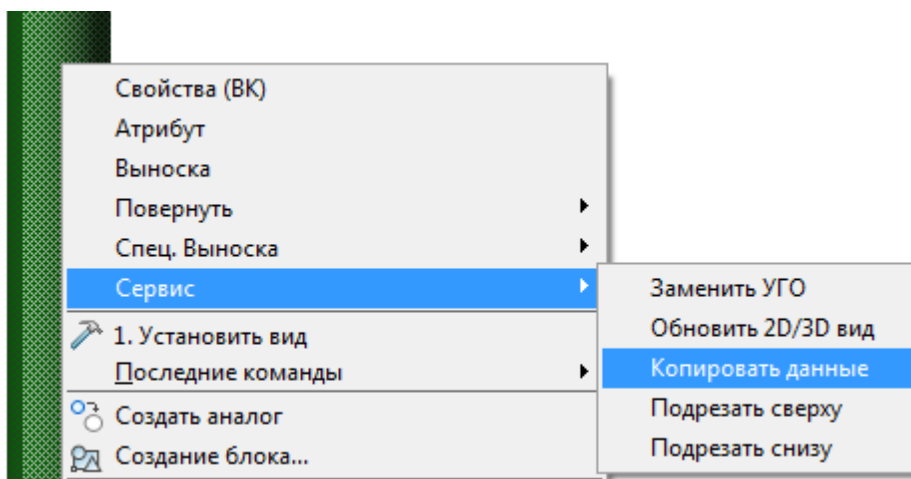 Свойства (ВК)
Атрибут
Выноска
Повернуть
Спец. Выноска
Сервис
1. Установить вид
Последние команды
Создать аналог
Создание блока...
Заменить УГО
Обновить 2D/3D вид
Копировать данные
Подрезать сверху
Подрезать снизу